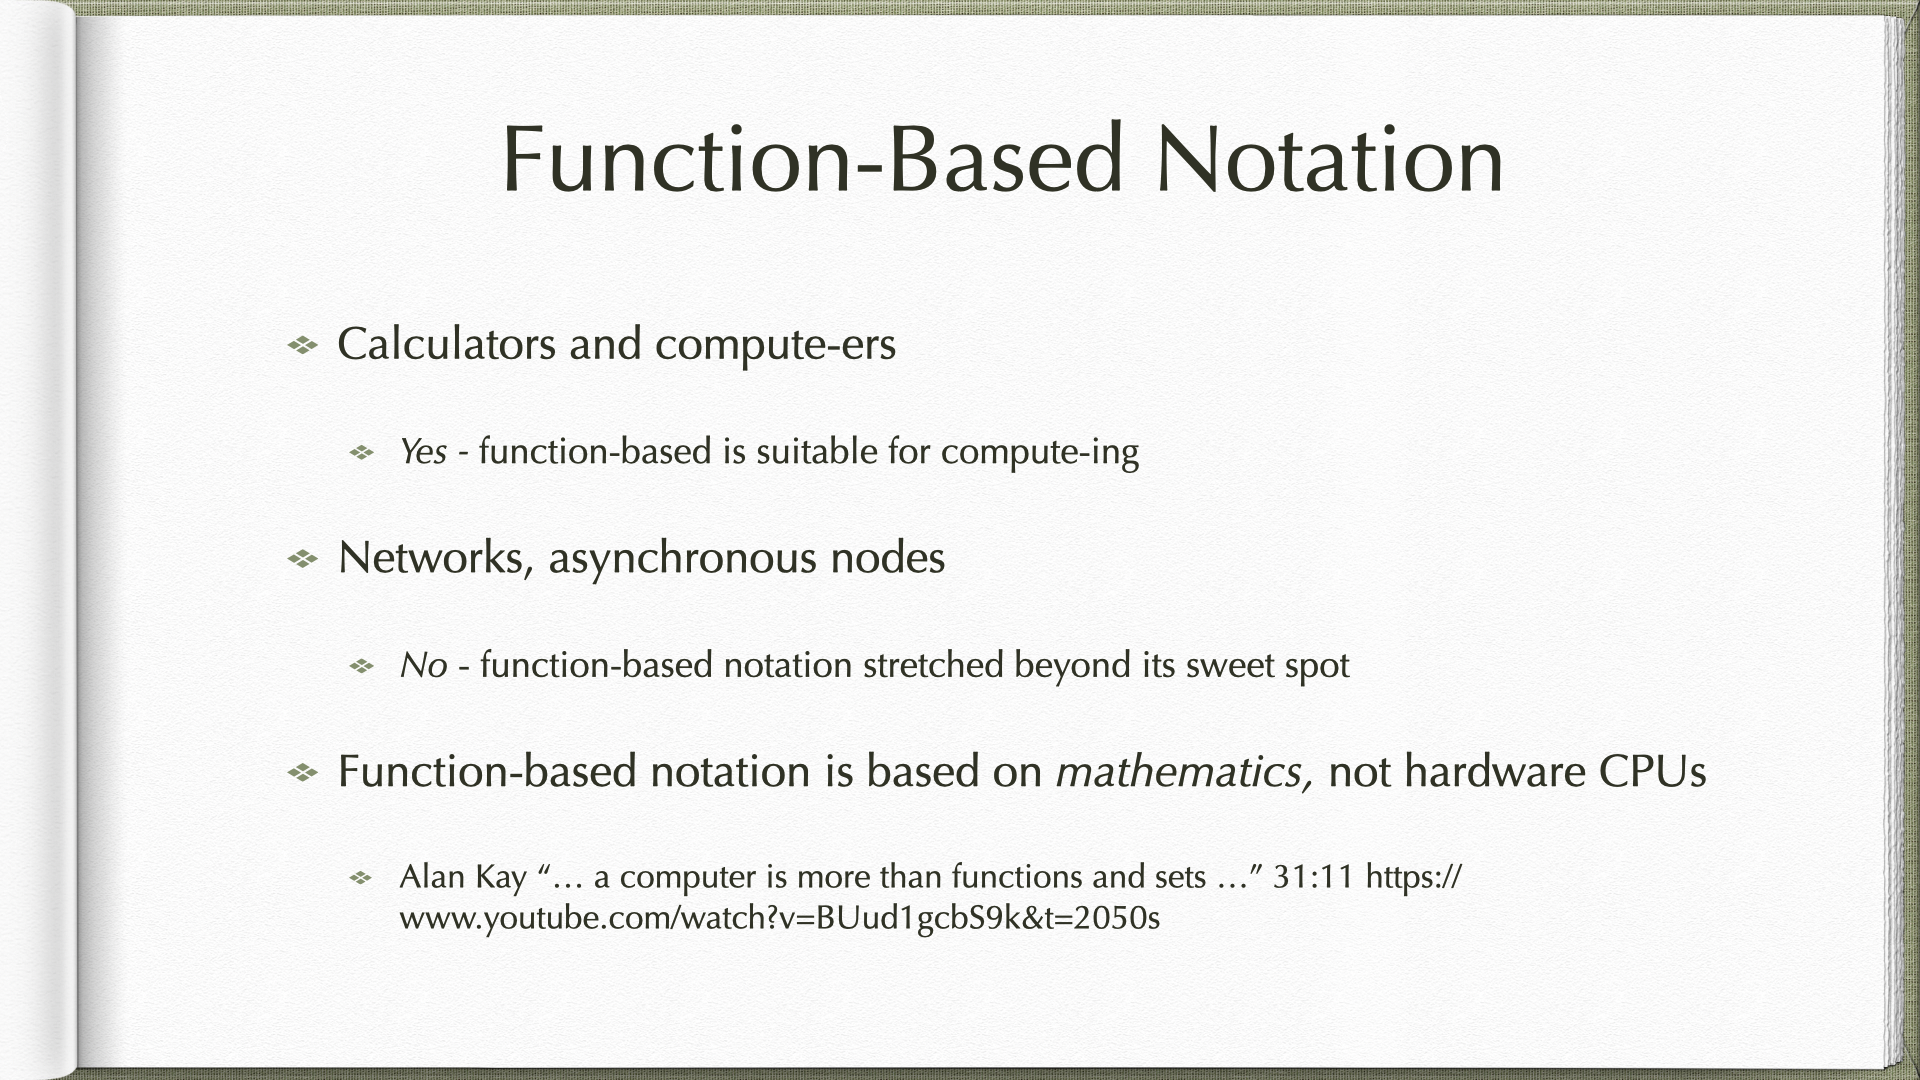 Function-Based Notation
Calculators and compute-ers
Yes - function-based is suitable for compute-ing
Networks, asynchronous nodes
No - function-based notation stretched beyond its sweet spot
Function-based notation is based on mathematics, not hardware CPUs
Alan Kay “… a computer is more than functions and sets …” 31:11 https://
www.youtube.com/watch?v=BUud1gcbS9k&t=2050s